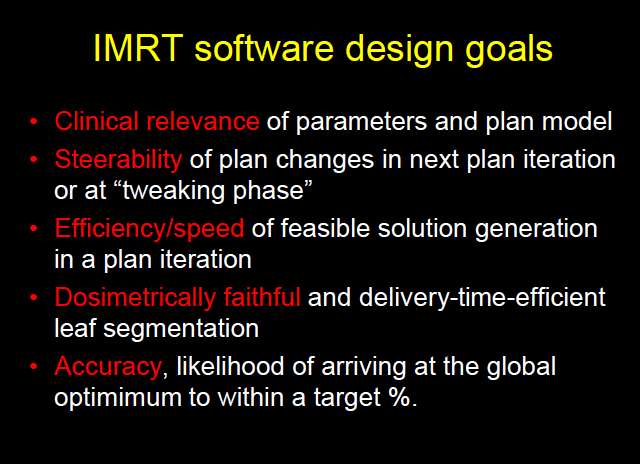 IMRT software design goals
• Clinical relevance of parameters and plan model
• Steerability of plan changes in next plan iteration
or at “tweaking phase”
• Efficiency/speed of feasible solution generation
in a plan iteration
• Dosimetrically faithful and delivery-time-efficient
leaf segmentation
• Accuracy, likelihood of arriving at the global
optimimum to within a target %.